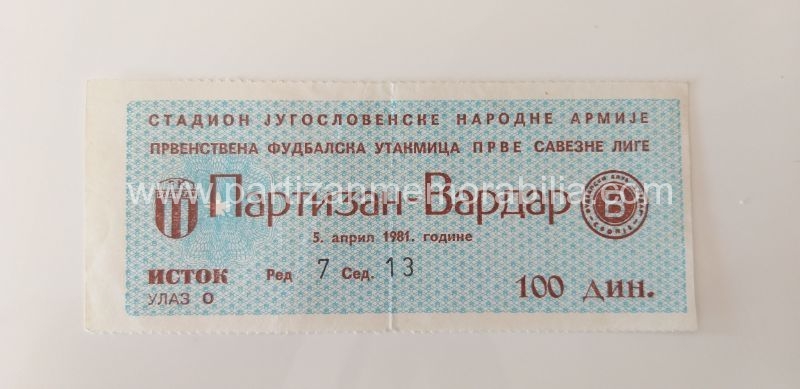 СТАДИОН ЈУГОСЛОВЕНСКЕ НАРОДНЕ АРМИЈЕ
ПРВЕНСТВЕНА ФУДБАЛСКА УТАКМИЦА ПРВЕ САВЕЗНЕ ЛИГЕ
www.partizanmemorabilia.com
Партизан-Вардар
5. април 1981. године
ИСТОК Ред 7 Сед. 13
УЛАЗ О
100 дин.